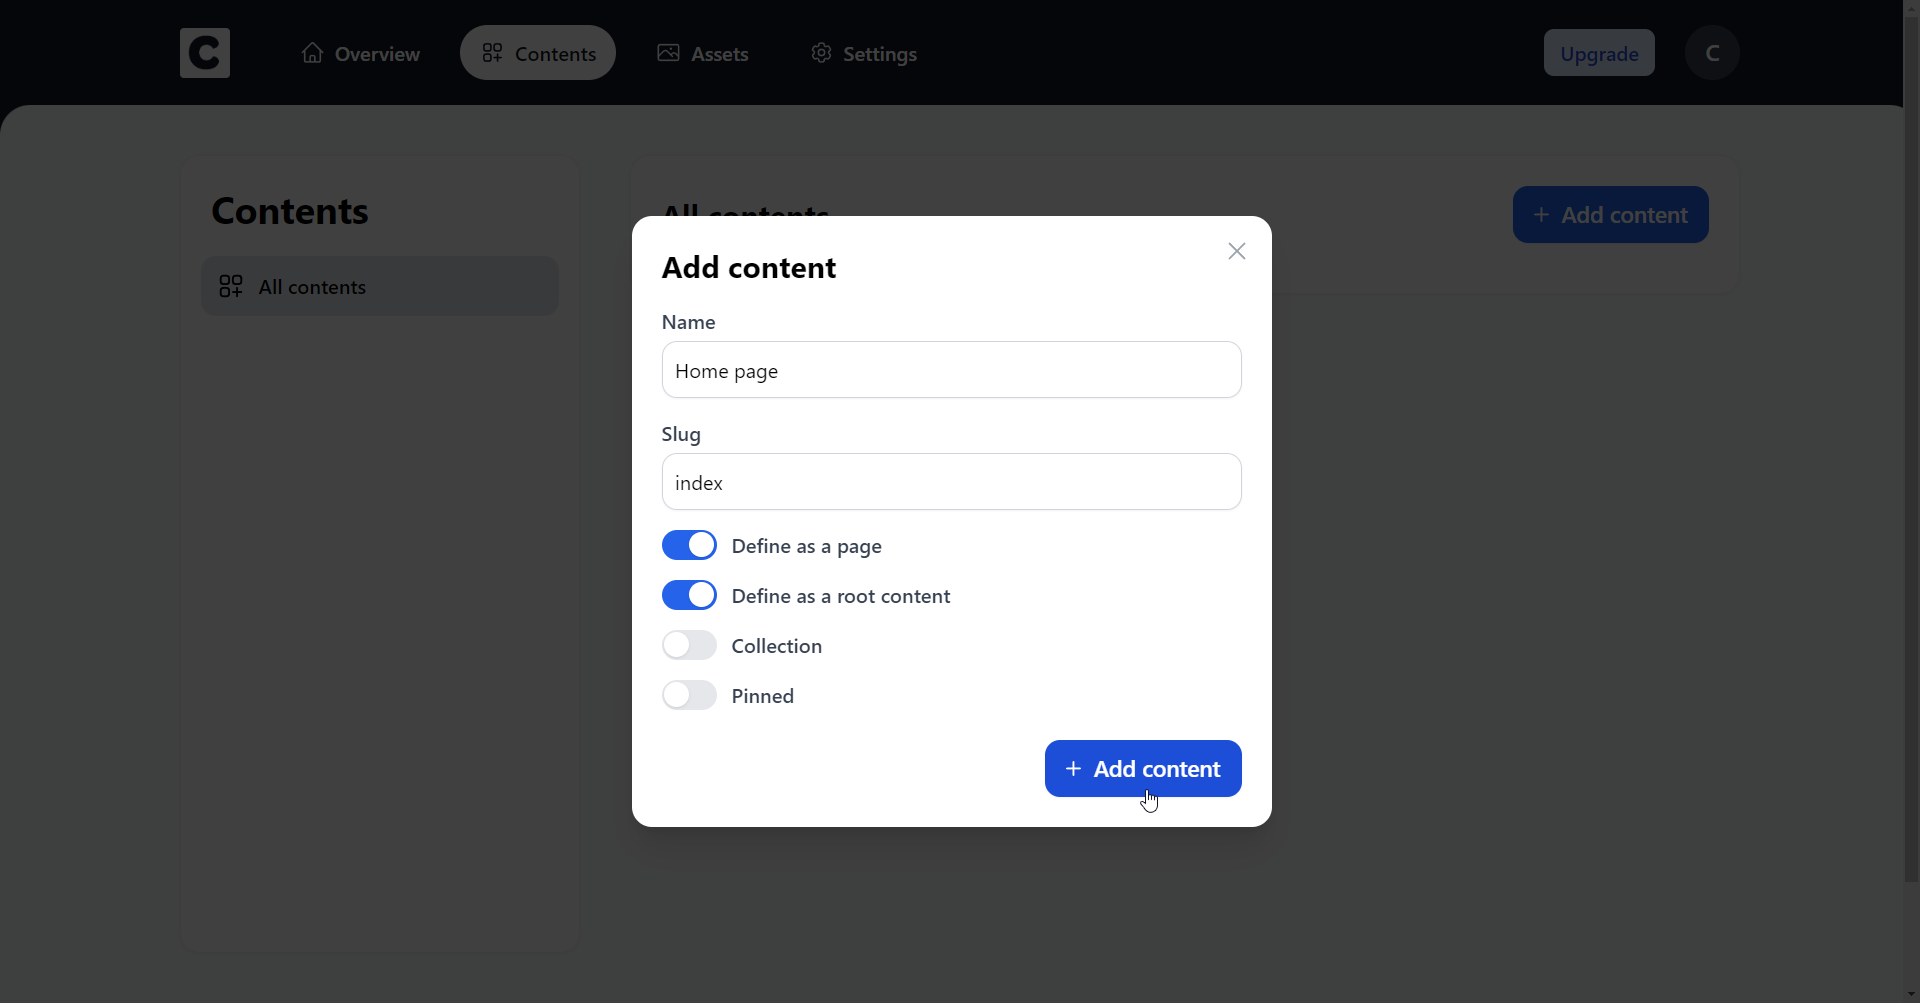 C
Overview
Contents
Assets
Settings
Upgrade
C
Contents
All contents
All contents
+ Add content
Add content
Name
Home page
Slug
index
Define as a page
Define as a root content
Collection
Pinned
+ Add content